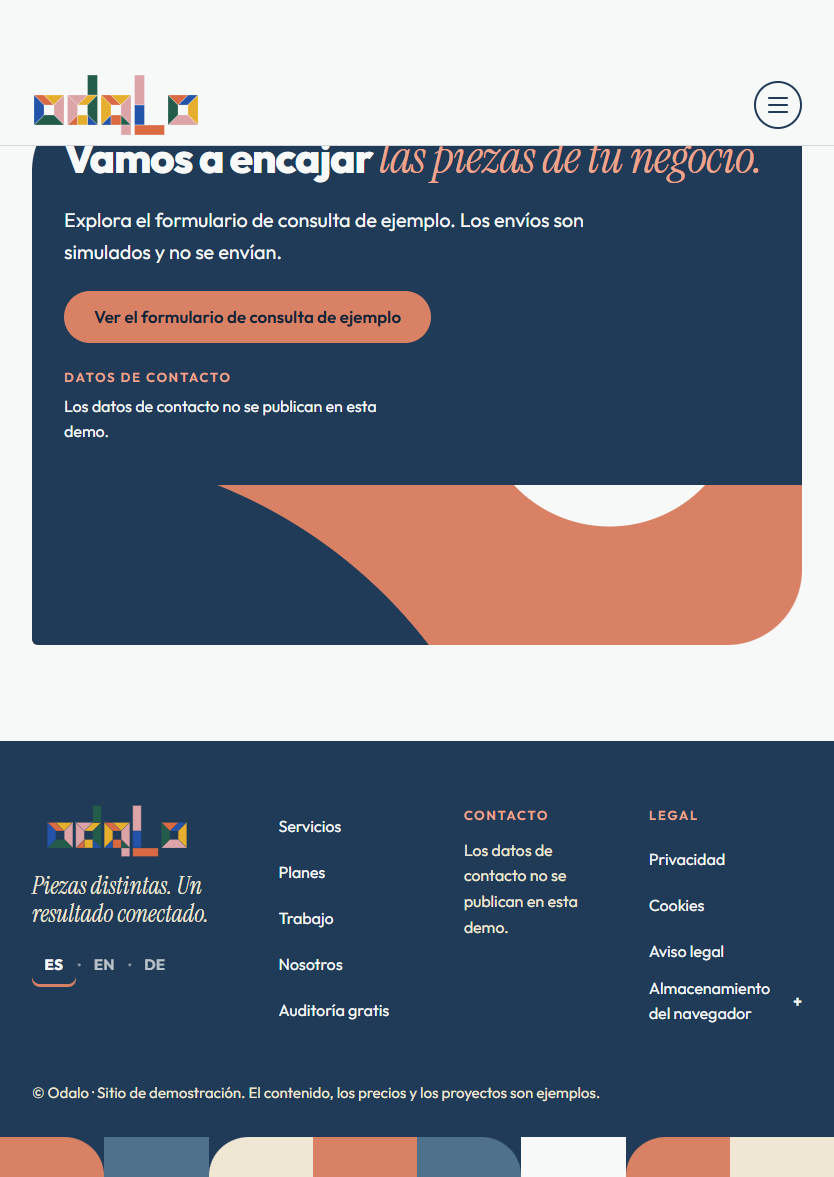 odaLo
Vamos a encajar las piezas de tu negocio.
Explora el formulario de consulta de ejemplo. Los envíos son
simulados y no se envían.
Ver el formulario de consulta de ejemplo
DATOS DE CONTACTO
Los datos de contacto no se publican en esta
demo.
odaLo
Piezas distintas. Un
resultado conectado.
ES · EN · DE
Servicios
Planes
Trabajo
Nosotros
Auditoría gratis
CONTACTO
Los datos de
contacto no se
publican en esta
demo.
LEGAL
Privacidad
Cookies
Aviso legal
Almacenamiento
del navegador +
© Odalo · Sitio de demostración. El contenido, los precios y los proyectos son ejemplos.